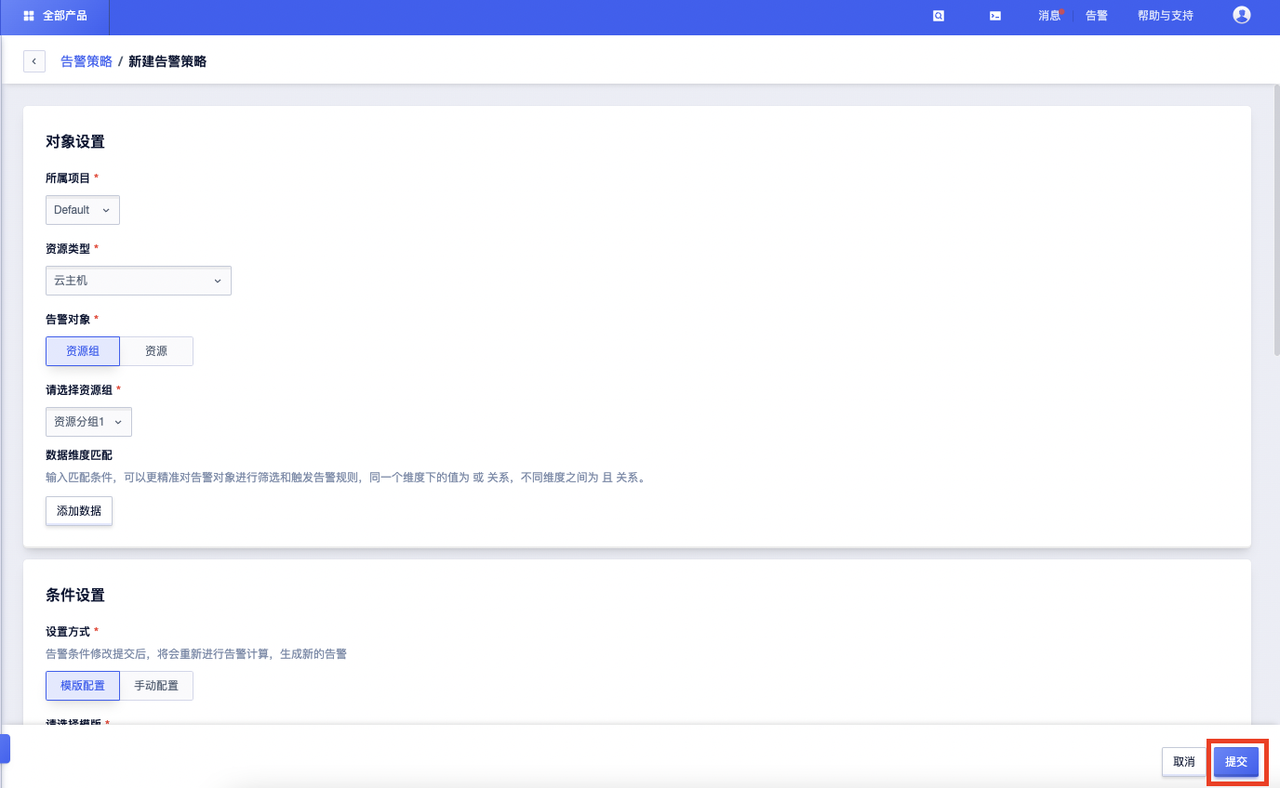 全部产品
消息 告警 帮助与支持
告警策略 / 新建告警策略
对象设置
所属项目 *
Default
资源类型 *
云主机
告警对象 *
资源组 资源
请选择资源组 *
资源分组1
数据维度匹配
输入匹配条件，可以更精准对告警对象进行筛选和触发告警规则，同一个维度下的值为 或 关系，不同维度之间为 且 关系。
添加数据
条件设置
设置方式 *
告警条件修改提交后，将会重新进行告警计算，生成新的告警
模版配置 手动配置
请选择模版 *
取消 提交